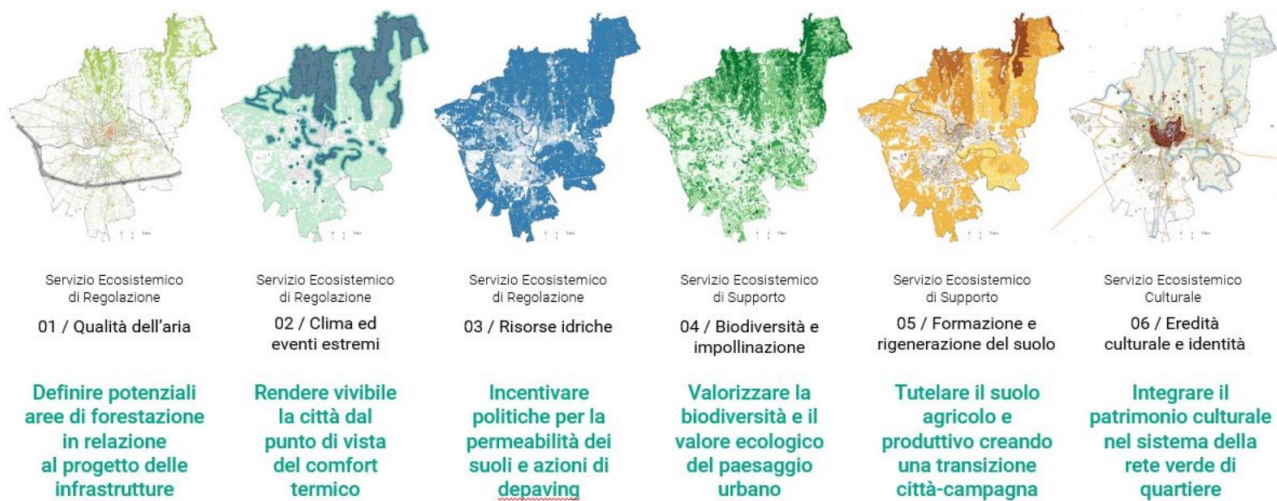 Servizio Ecosistemico
di Regolazione
01 / Qualità dell'aria
Definire potenziali
aree di forestazione
in relazione
al progetto delle
infrastrutture
Servizio Ecosistemico
di Regolazione
02 / Clima ed
eventi estremi
Rendere vivibile
la città dal
punto di vista
del comfort
termico
Servizio Ecosistemico
di Regolazione
03 / Risorse idriche
Incentivare
politiche per la
permeabilità dei
suoli e azioni di
depaving
Servizio Ecosistemico
di Supporto
04 / Biodiversità e
impollinazione
Valorizzare la
biodiversità e il
valore ecologico
del paesaggio
urbano
Servizio Ecosistemico
di Supporto
05 / Formazione e
rigenerazione del suolo
Tutelare il suolo
agricolo e
produttivo creando
una transizione
città-campagna
Servizio Ecosistemico
Culturale
06 / Eredità
culturale e identità
Integrare il
patrimonio culturale
nel sistema della
rete verde di
quartiere